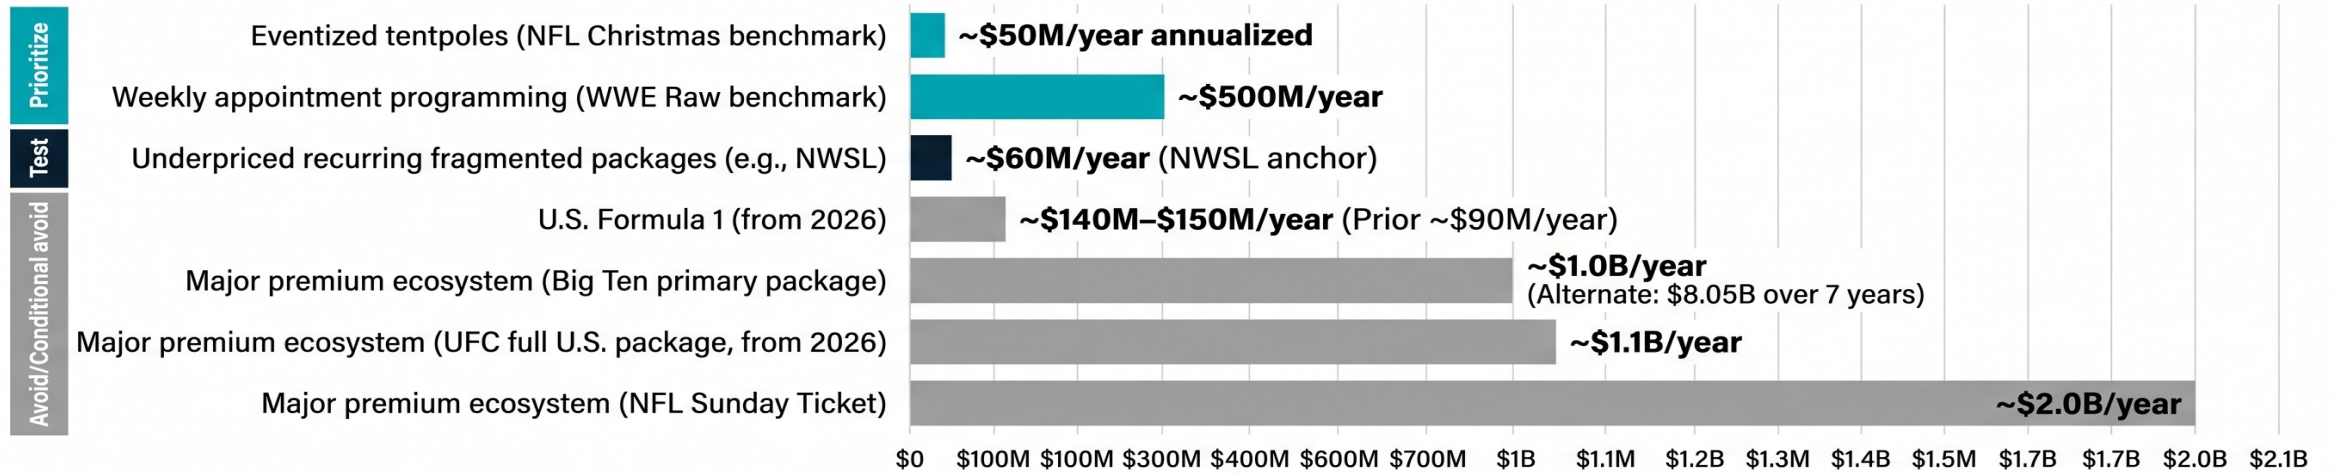 Prioritize
Eventized tentpoles (NFL Christmas benchmark)
~$50M/year annualized
Weekly appointment programming (WWE Raw benchmark)
~$500M/year
Test
Underpriced recurring fragmented packages (e.g., NWSL)
~$60M/year (NWSL anchor)
Avoid/Conditional avoid
U.S. Formula 1 (from 2026)
~$140M–$150M/year (Prior ~$90M/year)
Major premium ecosystem (Big Ten primary package)
~$1.0B/year
(Alternate: $8.05B over 7 years)
Major premium ecosystem (UFC full U.S. package, from 2026)
~$1.1B/year
Major premium ecosystem (NFL Sunday Ticket)
~$2.0B/year
$0 $100M $100M $300M $400M $600M $700M $1B $1.1M $1.2B $1.3M $1.4B $1.5M $1.7B $1.7B $2.0B $2.1B